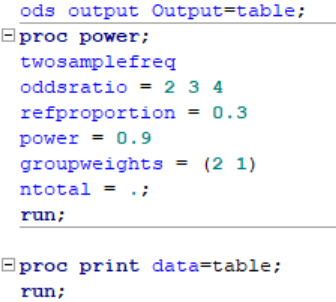 ods output Output=table;
proc power;
twosamplefreq
oddsratio = 2 3 4
refproportion = 0.3
power = 0.9
groupweights = (2 1)
ntotal = .;
run;
proc print data=table;
run;